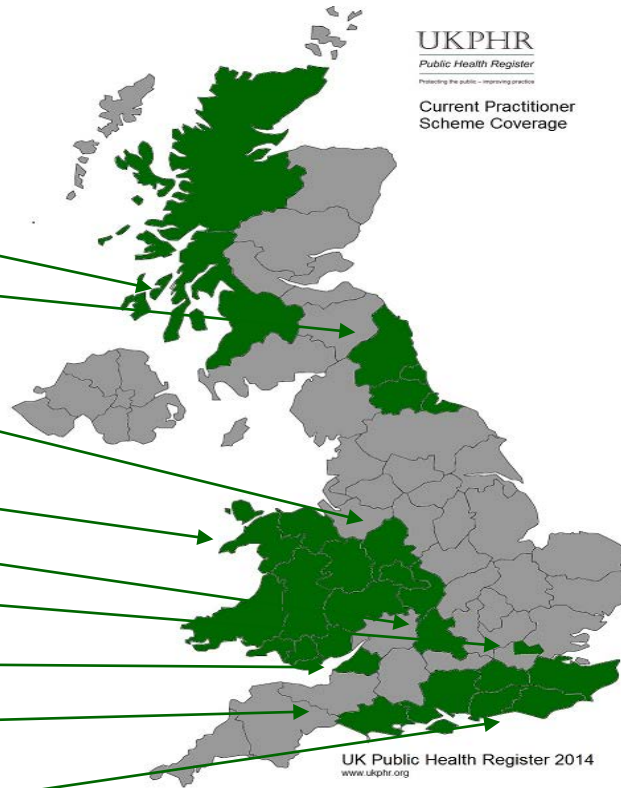 UKPHR
Public Health Register
Protecting the public – improving practice
Current Practitioner
Scheme Coverage
UK Public Health Register 2014
www.ukphr.org